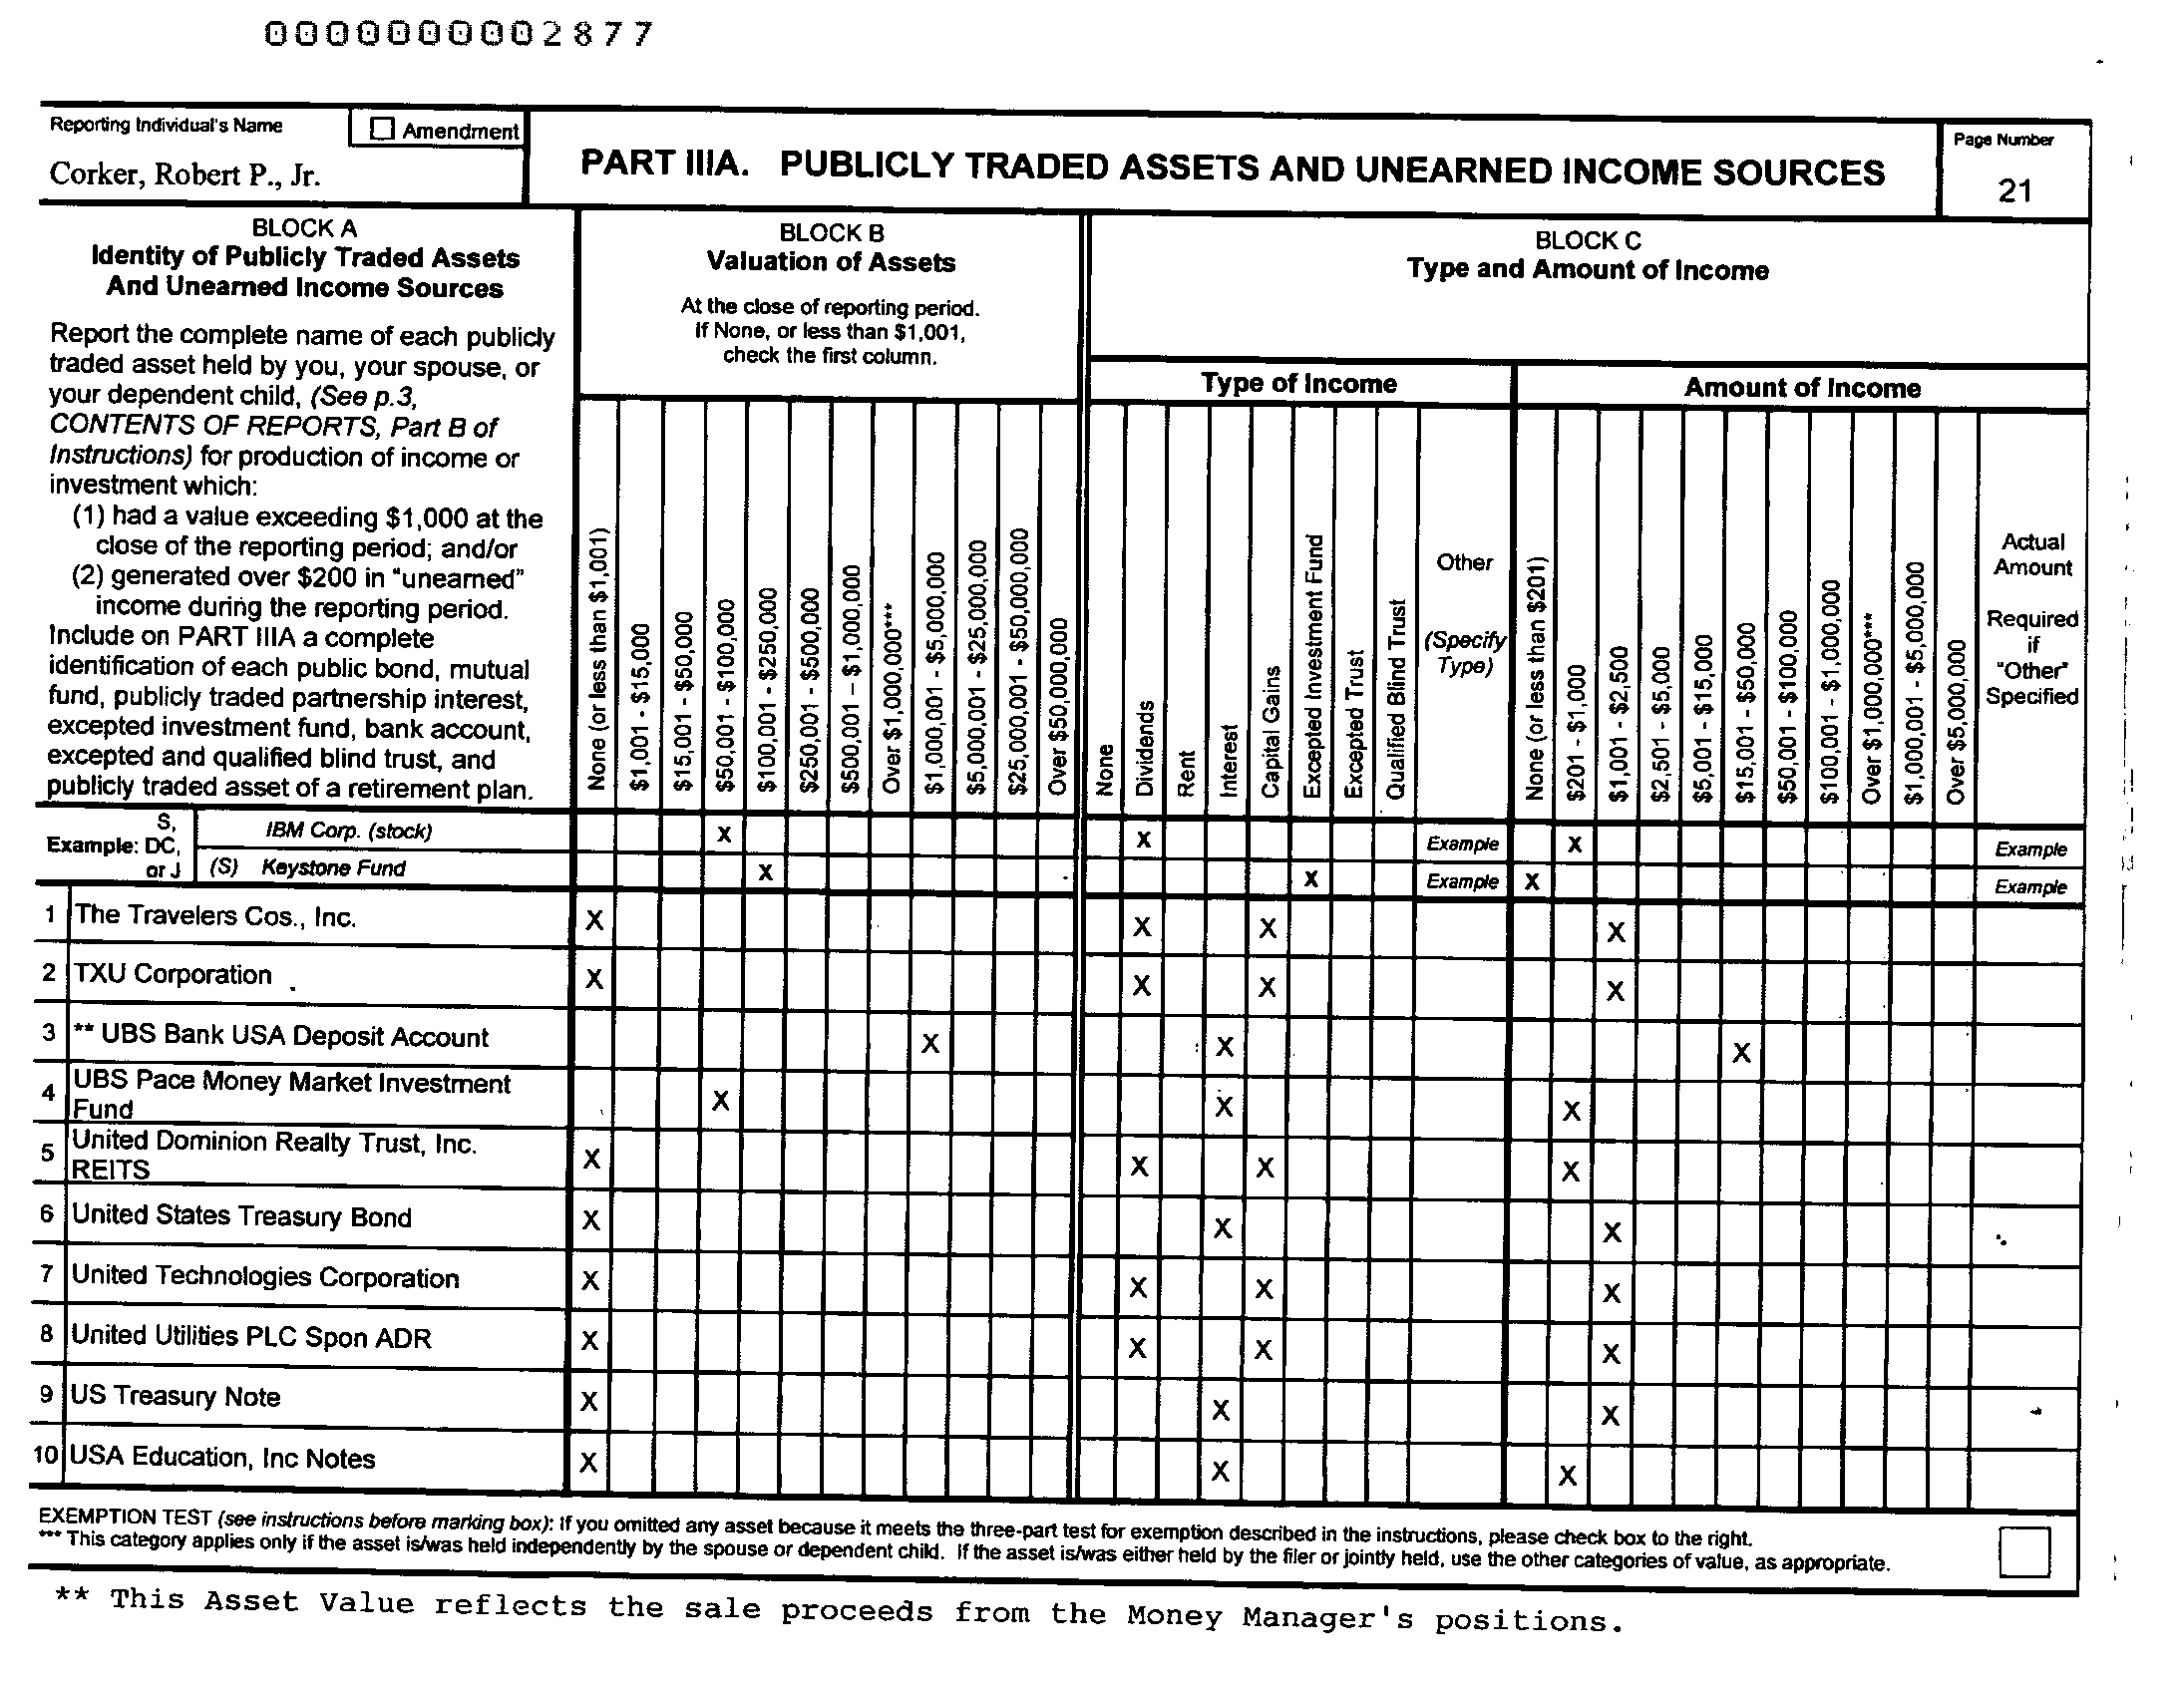 0000000002877
Reporting Individual's Name
Amendment
Corker, Robert P., Jr.
PART IIIA. PUBLICLY TRADED ASSETS AND UNEARNED INCOME SOURCES
Page Number
21
BLOCK A
Identity of Publicly Traded Assets
And Unearned Income Sources
Report the complete name of each publicly
traded asset held by you, your spouse, or
your dependent child, (See p.3,
CONTENTS OF REPORTS, Part B of
Instructions) for production of income or
investment which:
(1) had a value exceeding $1,000 at the
close of the reporting period; and/or
(2) generated over $200 in "unearned"
income during the reporting period.
Include on PART IIIA a complete
identification of each public bond, mutual
fund, publicly traded partnership interest,
excepted investment fund, bank account,
excepted and qualified blind trust, and
publicly traded asset of a retirement plan.
BLOCK B
Valuation of Assets
At the close of reporting period.
If None, or less than $1,001,
check the first column.
None (or less than $1,001)
$1,001 - $15,000
$15,001 - $50,000
$50,001 - $100,000
$100,001 - $250,000
$250,001 - $500,000
$500,001 – $1,000,000
Over $1,000,000***
$1,000,001 - $5,000,000
$5,000,001 - $25,000,000
$25,000,001 - $50,000,000
Over $50,000,000
BLOCK C
Type and Amount of Income
Type of Income
None
Dividends
Rent
Interest
Capital Gains
Excepted Investment Fund
Excepted Trust
Qualified Blind Trust
Other
(Specify
Type)
Amount of Income
None (or less than $201)
$201 - $1,000
$1,001 - $2,500
$2,501 - $5,000
$5,001 - $15,000
$15,001 - $50,000
$50,001 - $100,000
$100,001 - $1,000,000
Over $1,000,000***
$1,000,001 - $5,000,000
Over $5,000,000
Actual
Amount
Required
if
"Other"
Specified
Example: S,
DC,
or J
IBM Corp. (stock) X X Example X Example
(S) Keystone Fund X X Example X Example
1 The Travelers Cos., Inc. X X X X
2 TXU Corporation X X X X
3 ** UBS Bank USA Deposit Account X X X
4 UBS Pace Money Market Investment
Fund X X X
5 United Dominion Realty Trust, Inc.
REITS X X X X
6 United States Treasury Bond X X X
7 United Technologies Corporation X X X X
8 United Utilities PLC Spon ADR X X X X
9 US Treasury Note X X X
10 USA Education, Inc Notes X X X
EXEMPTION TEST (see instructions before marking box): If you omitted any asset because it meets the three-part test for exemption described in the instructions, please check box to the right.
*** This category applies only if the asset is/was held independently by the spouse or dependent child. If the asset is/was either held by the filer or jointly held, use the other categories of value, as appropriate.
** This Asset Value reflects the sale proceeds from the Money Manager's positions.